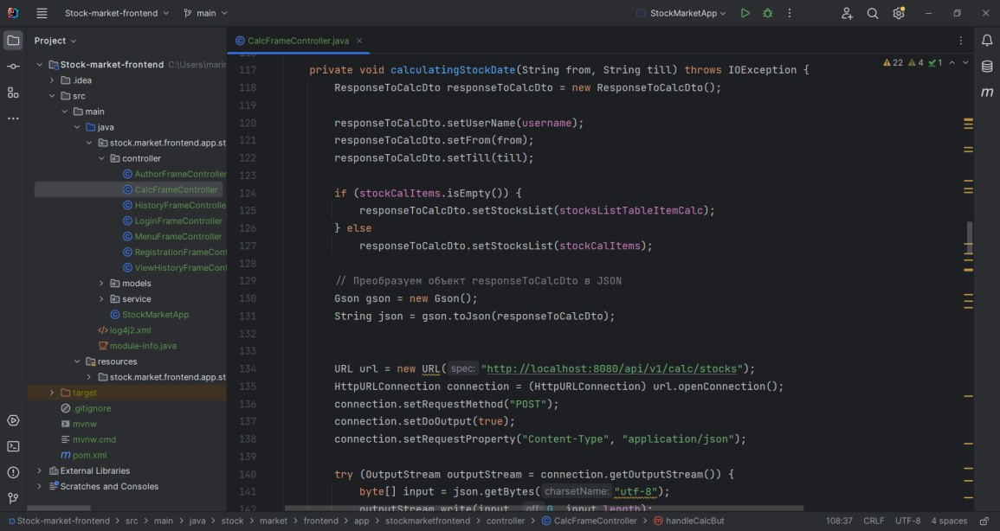 Stock-market-frontend
main
StockMarketApp
Project
CalcFrameController.java
Stock-market-frontend C:\Users\marin
.idea
src
main
java
stock.market.frontend.app.st
controller
AuthorFrameController
CalcFrameController
HistoryFrameControlle
LoginFrameController
MenuFrameController
RegistrationFrameCont
ViewHistoryFrameCont
models
service
StockMarketApp
log4j2.xml
module-info.java
resources
stock.market.frontend.app.st
target
.gitignore
mvnw
mvnw.cmd
pom.xml
External Libraries
Scratches and Consoles
22 4 1
117 private void calculatingStockDate(String from, String till) throws IOException {
118 ResponseToCalcDto responseToCalcDto = new ResponseToCalcDto();
119
120 responseToCalcDto.setUserName(username);
121 responseToCalcDto.setFrom(from);
122 responseToCalcDto.setTill(till);
123
124 if (stockCalItems.isEmpty()) {
125 responseToCalcDto.setStocksList(stocksListTableItemCalc);
126 } else
127 responseToCalcDto.setStocksList(stockCalItems);
128
129 // Преобразуем объект responseToCalcDto в JSON
130 Gson gson = new Gson();
131 String json = gson.toJson(responseToCalcDto);
132
133
134 URL url = new URL( spec: "http://localhost:8080/api/v1/calc/stocks");
135 HttpURLConnection connection = (HttpURLConnection) url.openConnection();
136 connection.setRequestMethod("POST");
137 connection.setDoOutput(true);
138 connection.setRequestProperty("Content-Type", "application/json");
139
140 try (OutputStream outputStream = connection.getOutputStream()) {
141 byte[] input = json.getBytes( charsetName: "utf-8");
142 outputStream.write(input, off: 0, input.length);
m
Stock-market-frontend > src > main > java > stock > market > frontend > app > stockmarketfrontend > controller > CalcFrameController > handleCalcBut
108:37 CRLF UTF-8 4 spaces